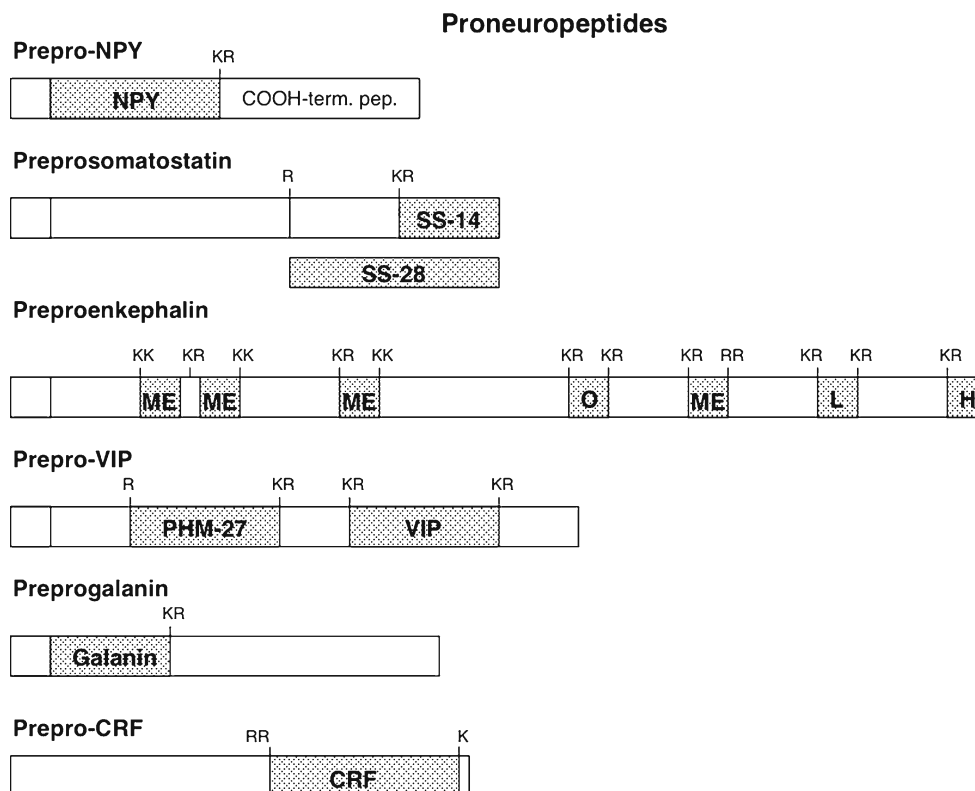 Proneuropeptides
Prepro-NPY
KR
NPY COOH-term. pep.
Preprosomatostatin
R KR
SS-14
SS-28
Preproenkephalin
KK KR KK KR KK KR KR KR RR KR KR KR
ME ME ME O ME L H
Prepro-VIP
R KR KR KR
PHM-27 VIP
Preprogalanin
KR
Galanin
Prepro-CRF
RR K
CRF